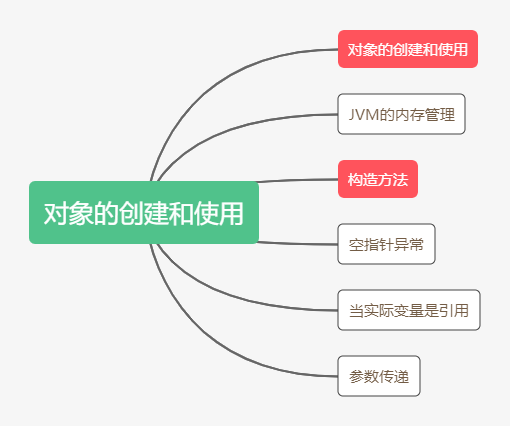 对象的创建和使用
对象的创建和使用
JVM的内存管理
构造方法
空指针异常
当实际变量是引用
参数传递